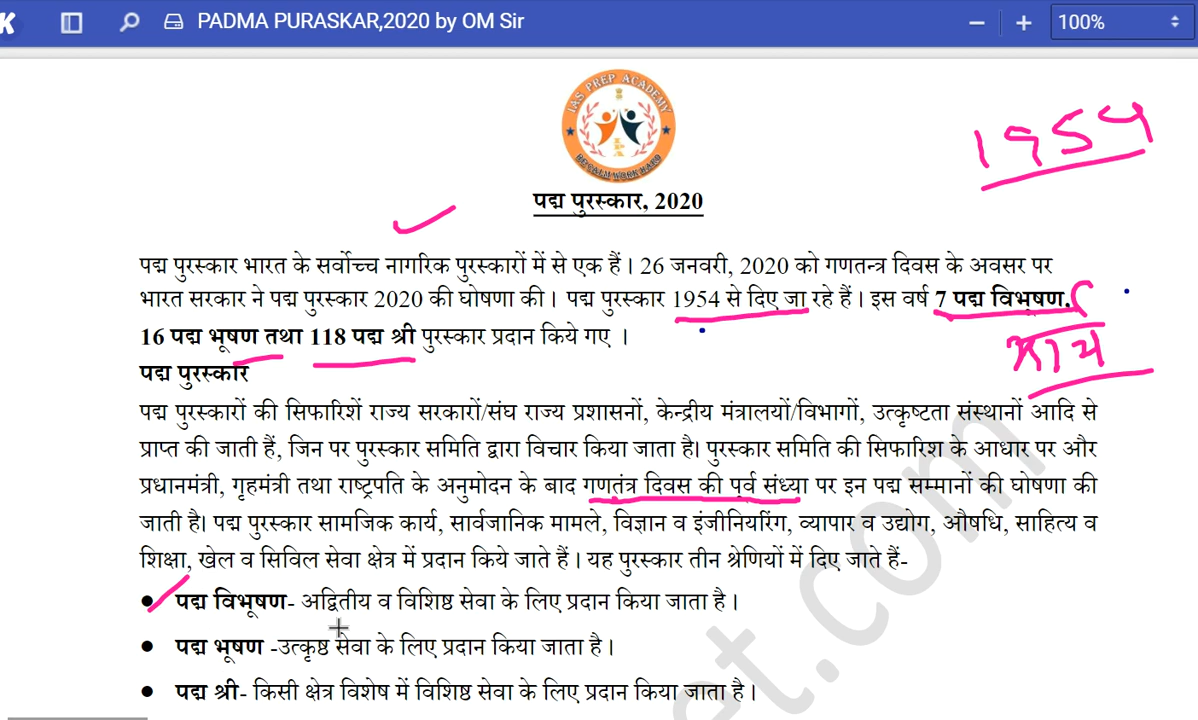 K
PADMA PURASKAR,2020 by OM Sir
100%
IAS PREP ACADEMY
1954
पद्म पुरस्कार, 2020
पद्म पुरस्कार भारत के सर्वोच्च नागरिक पुरस्कारों में से एक हैं। 26 जनवरी, 2020 को गणतन्त्र दिवस के अवसर पर
भारत सरकार ने पद्म पुरस्कार 2020 की घोषणा की। पद्म पुरस्कार 1954 से दिए जा रहे हैं। इस वर्ष 7 पद्म विभूषण,
16 पद्म भूषण तथा 118 पद्म श्री पुरस्कार प्रदान किये गए ।
पद्म पुरस्कार
पद्म पुरस्कारों की सिफारिशें राज्य सरकारों/संघ राज्य प्रशासनों, केन्द्रीय मंत्रालयों/विभागों, उत्कृष्टता संस्थानों आदि से
प्राप्त की जाती हैं, जिन पर पुरस्कार समिति द्वारा विचार किया जाता है। पुरस्कार समिति की सिफारिश के आधार पर और
प्रधानमंत्री, गृहमंत्री तथा राष्ट्रपति के अनुमोदन के बाद गणतंत्र दिवस की पूर्व संध्या पर इन पद्म सम्मानों की घोषणा की
जाती है। पद्म पुरस्कार सामजिक कार्य, सार्वजानिक मामले, विज्ञान व इंजीनियरिंग, व्यापार व उद्योग, औषधि, साहित्य व
शिक्षा, खेल व सिविल सेवा क्षेत्र में प्रदान किये जाते हैं। यह पुरस्कार तीन श्रेणियों में दिए जाते हैं-
● पद्म विभूषण- अद्वितीय व विशिष्ट सेवा के लिए प्रदान किया जाता है।
● पद्म भूषण -उत्कृष्ठ सेवा के लिए प्रदान किया जाता है।
● पद्म श्री- किसी क्षेत्र विशेष में विशिष्ठ सेवा के लिए प्रदान किया जाता है।
et.com